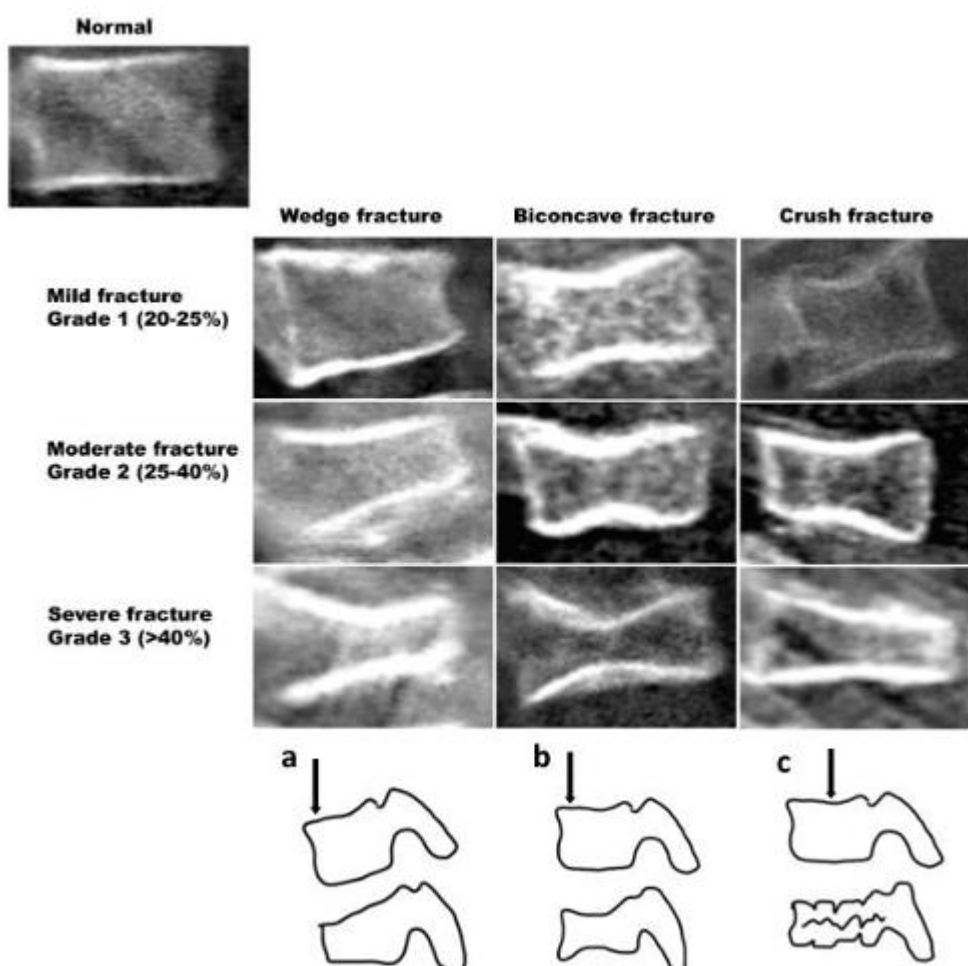 Normal
Wedge fracture
Biconcave fracture
Crush fracture
Mild fracture
Grade 1 (20-25%)
Moderate fracture
Grade 2 (25-40%)
Severe fracture
Grade 3 (>40%)
a
b
c